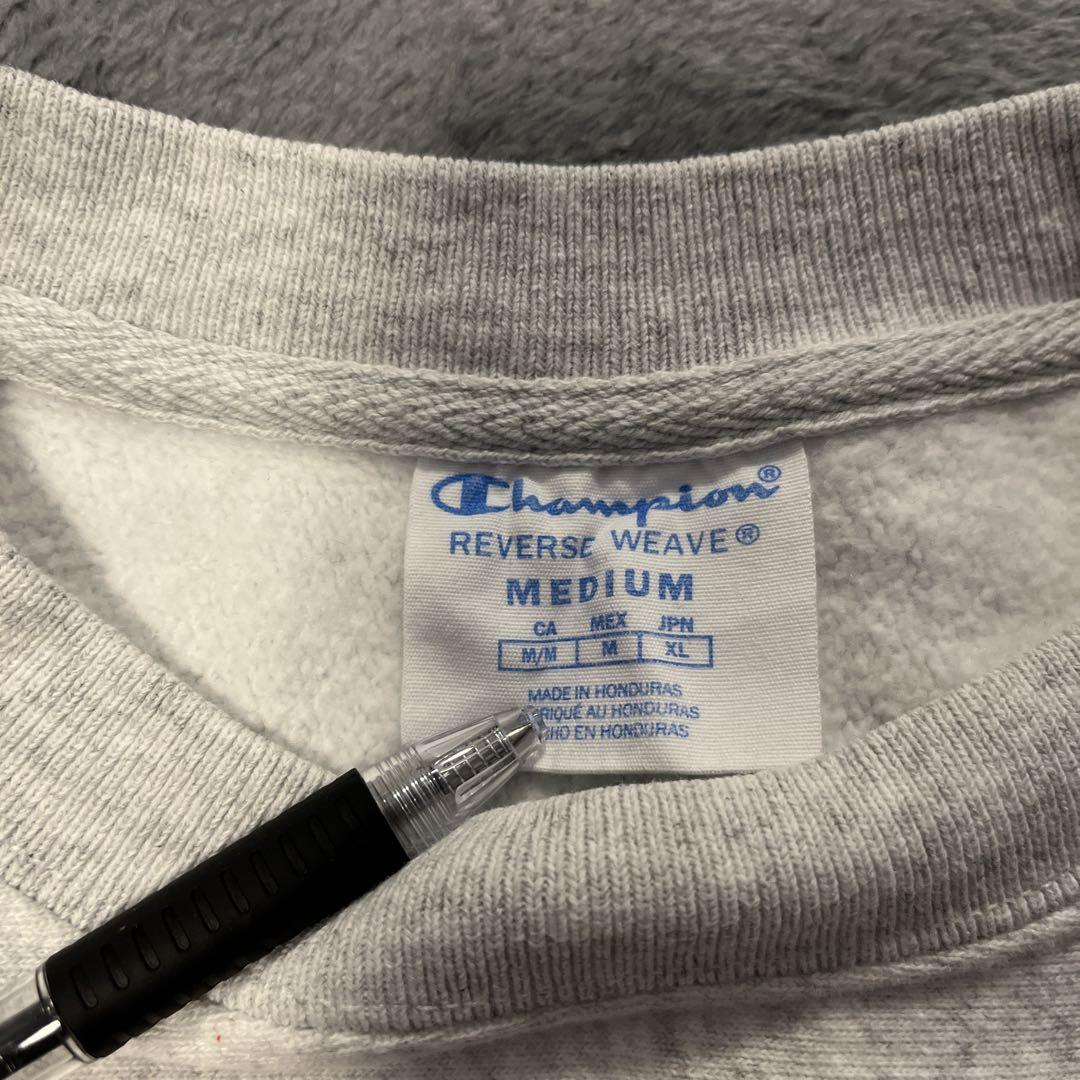 Champion®
REVERSE WEAVE®
MEDIUM
CA MEX JPN
M/M M XL
MADE IN HONDURAS
AU HONDURAS
EN HONDURAS